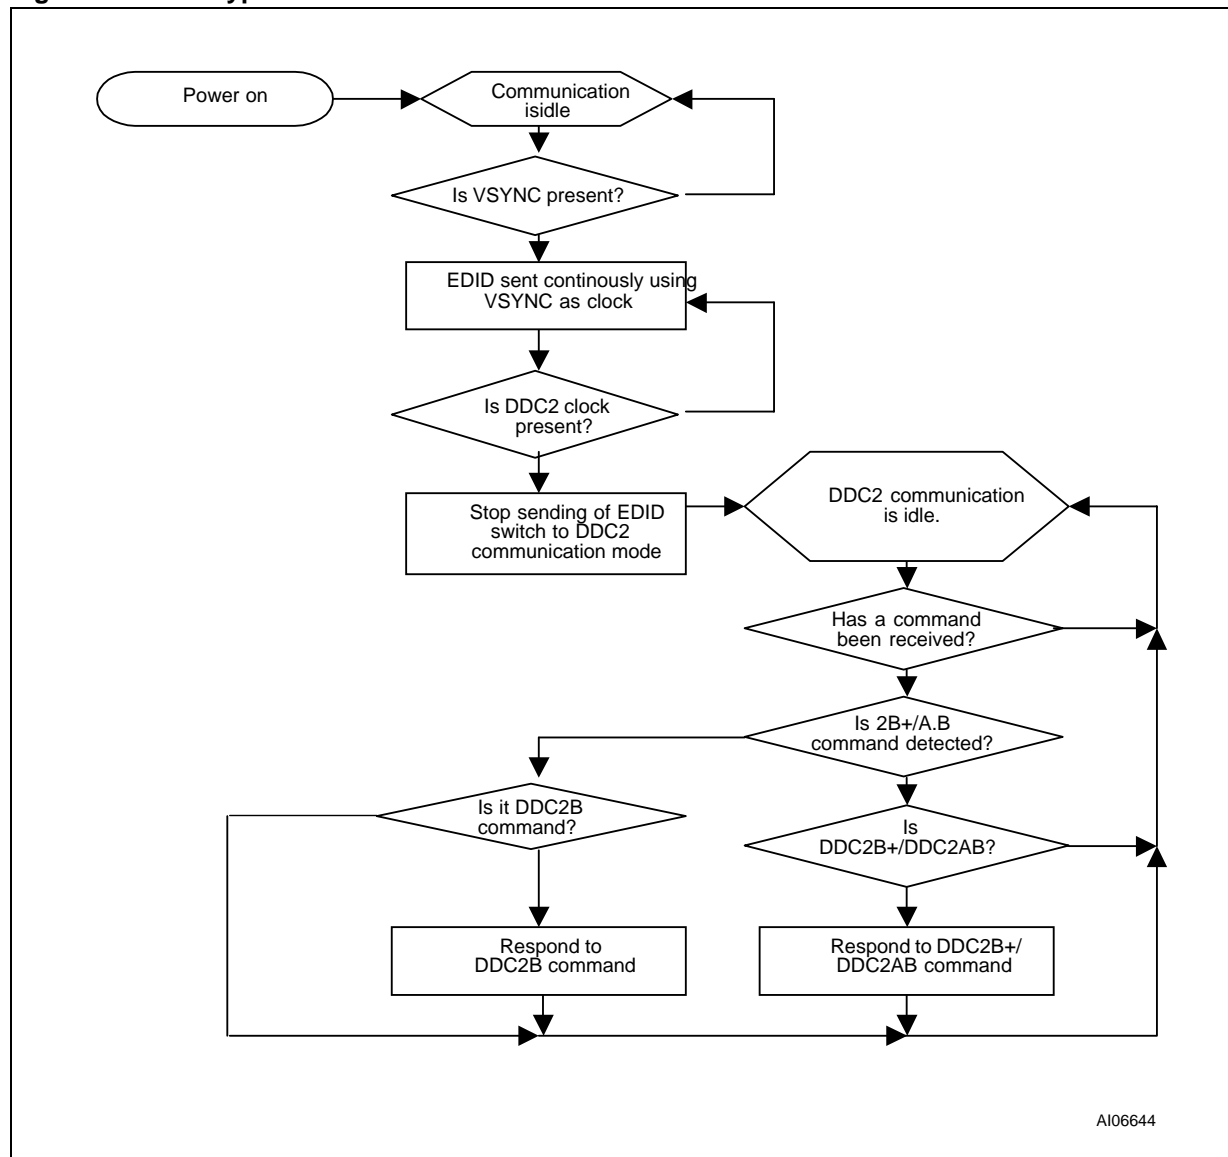 Power on
Communication
isidle
Is VSYNC present?
EDID sent continously using
VSYNC as clock
Is DDC2 clock
present?
Stop sending of EDID
switch to DDC2
communication mode
DDC2 communication
is idle.
Has a command
been received?
Is 2B+/A.B
command detected?
Is it DDC2B
command?
Is
DDC2B+/DDC2AB?
Respond to
DDC2B command
Respond to DDC2B+/
DDC2AB command
AI06644